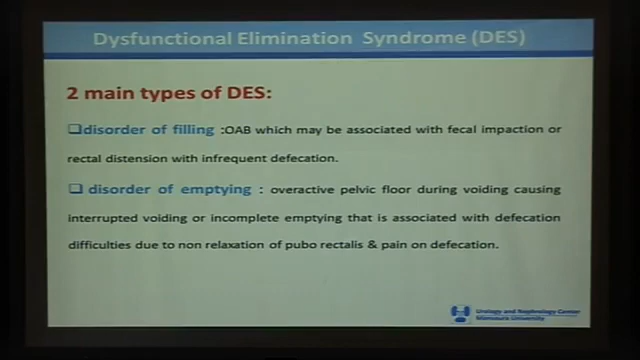 Dysfunctional Elimination Syndrome (DES)
2 main types of DES:
disorder of filling :OAB which may be associated with fecal impaction or
rectal distension with infrequent defecation.
disorder of emptying : overactive pelvic floor during voiding causing
interrupted voiding or incomplete emptying that is associated with defecation
difficulties due to non relaxation of pubo rectalis & pain on defecation.
Urology and Nephrology Center
Mansoura University